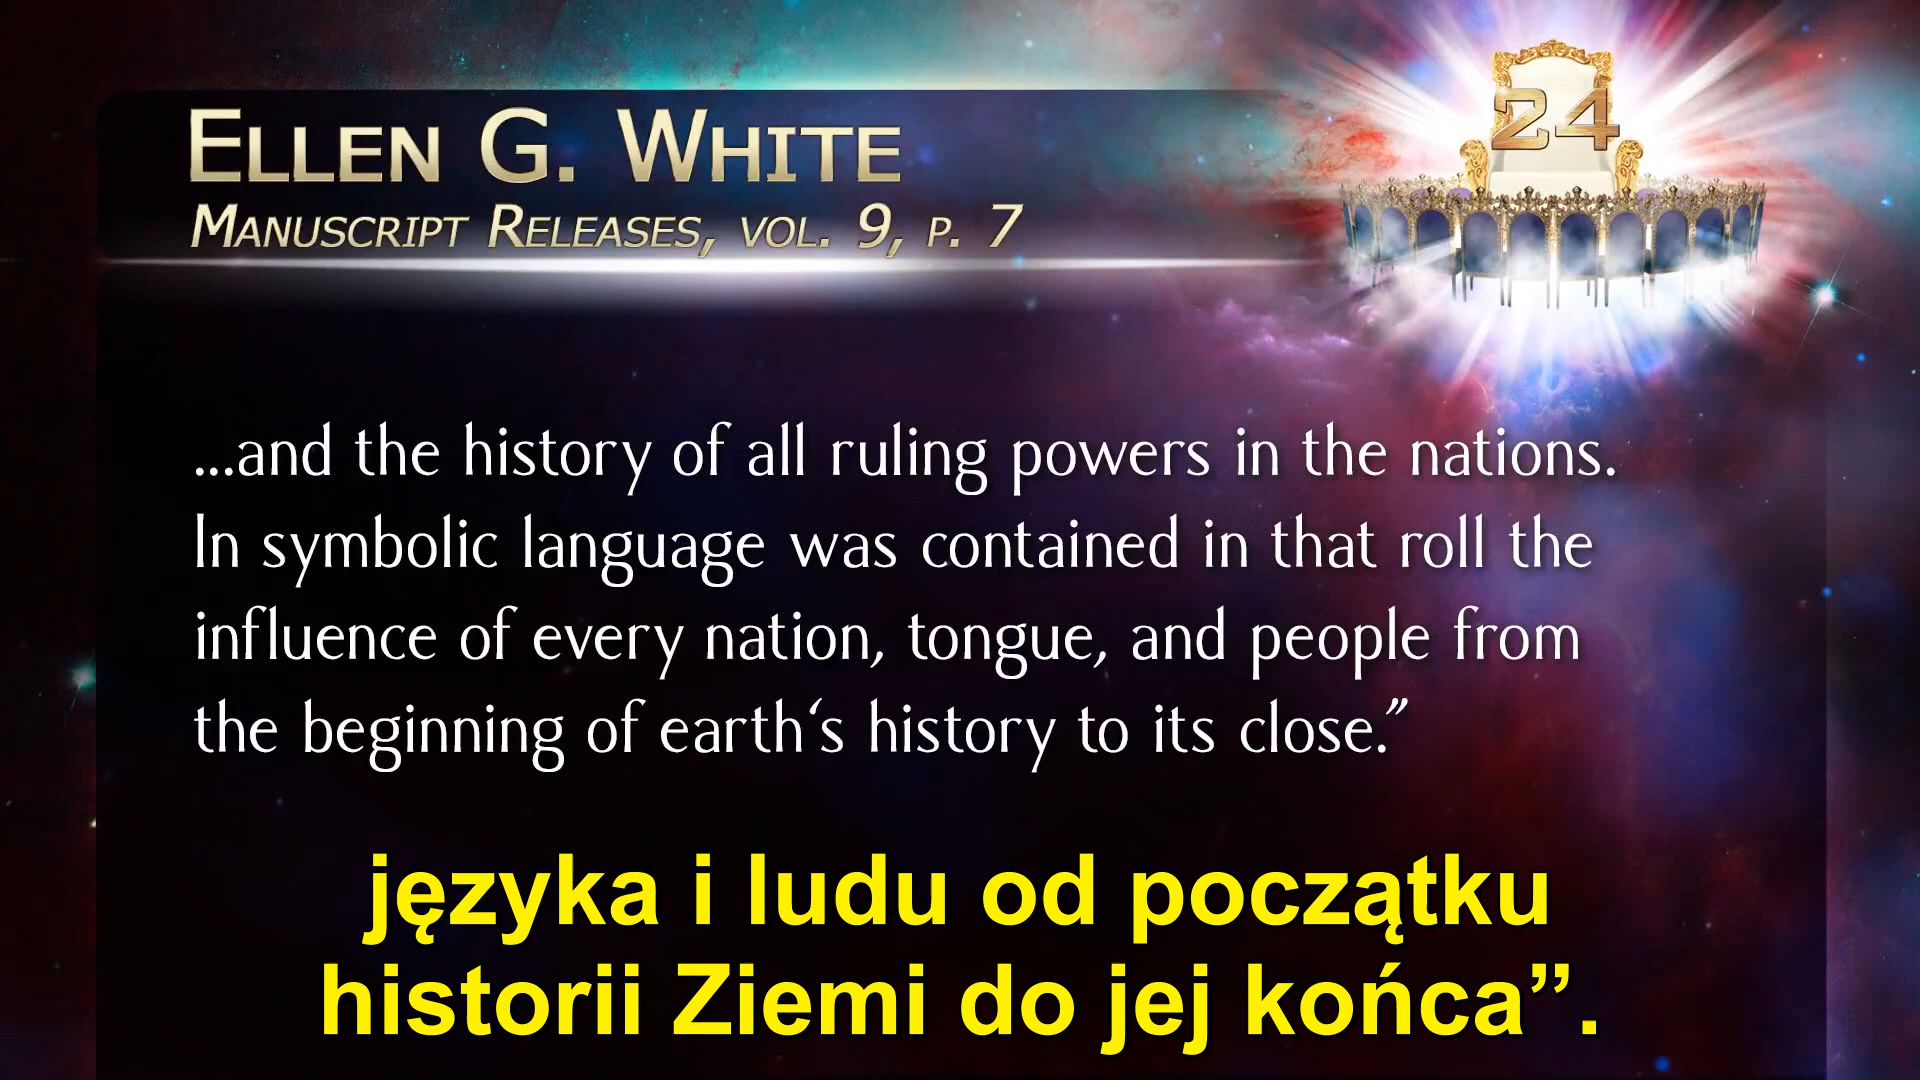 ELLEN G. WHITE
MANUSCRIPT RELEASES, VOL. 9, P. 7
24
...and the history of all ruling powers in the nations.
In symbolic language was contained in that roll the
influence of every nation, tongue, and people from
the beginning of earth‘s history to its close.”
języka i ludu od początku
historii Ziemi do jej końca”.